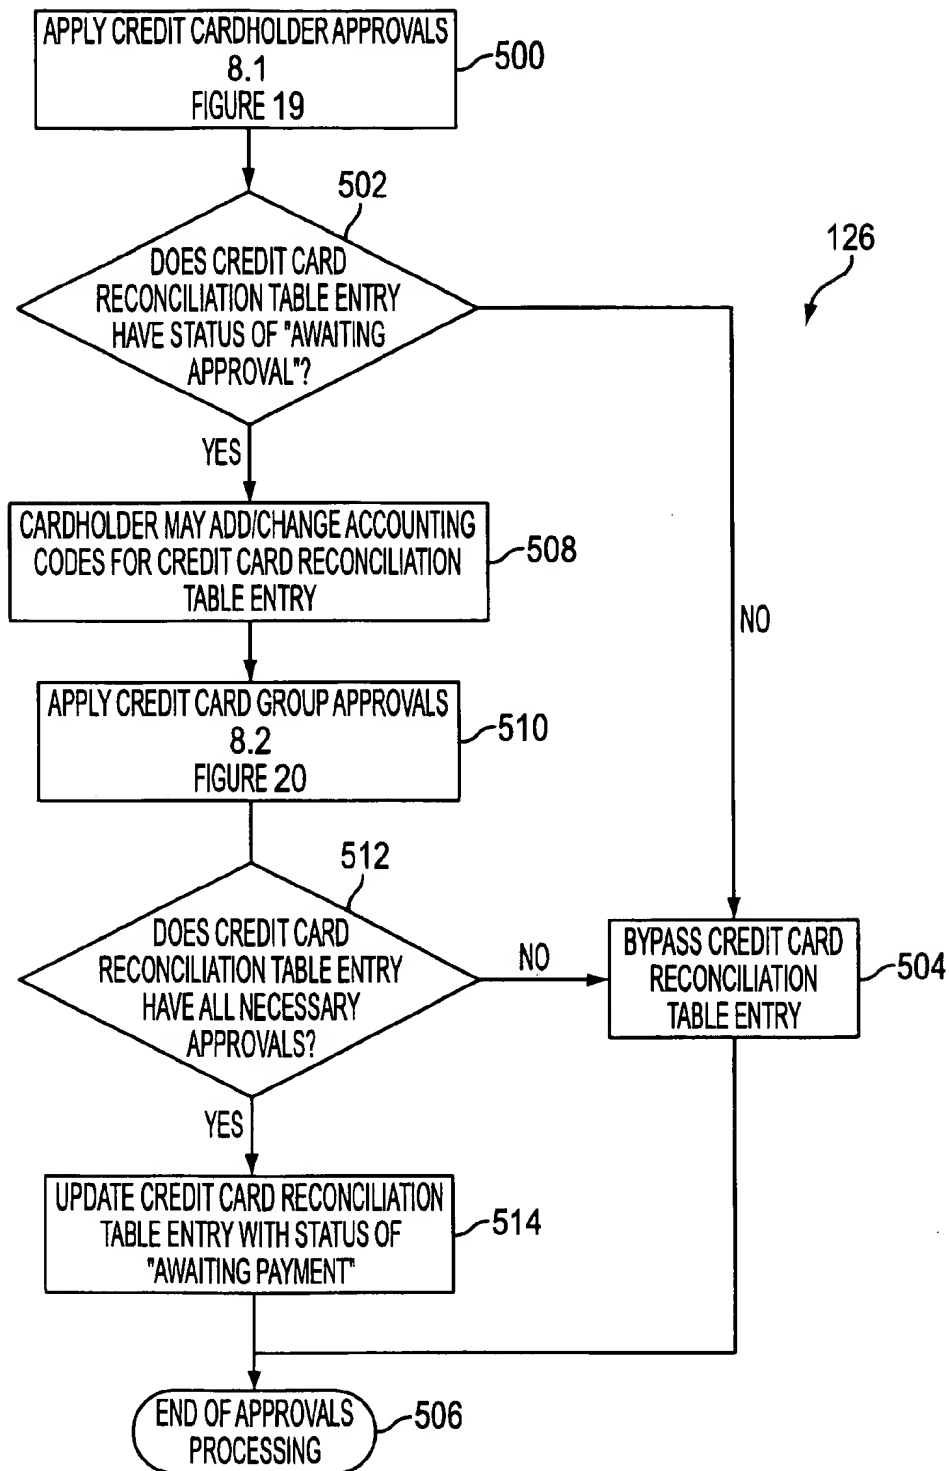 APPLY CREDIT CARDHOLDER APPROVALS
8.1
FIGURE 19
500
502
DOES CREDIT CARD
RECONCILIATION TABLE ENTRY
HAVE STATUS OF "AWAITING
APPROVAL"?
126
YES
CARDHOLDER MAY ADD/CHANGE ACCOUNTING
CODES FOR CREDIT CARD RECONCILIATION
TABLE ENTRY
508
NO
APPLY CREDIT CARD GROUP APPROVALS
8.2
FIGURE 20
510
512
DOES CREDIT CARD
RECONCILIATION TABLE ENTRY
HAVE ALL NECESSARY
APPROVALS?
NO
BYPASS CREDIT CARD
RECONCILIATION
TABLE ENTRY
504
YES
UPDATE CREDIT CARD RECONCILIATION
TABLE ENTRY WITH STATUS OF
"AWAITING PAYMENT"
514
END OF APPROVALS
PROCESSING
506